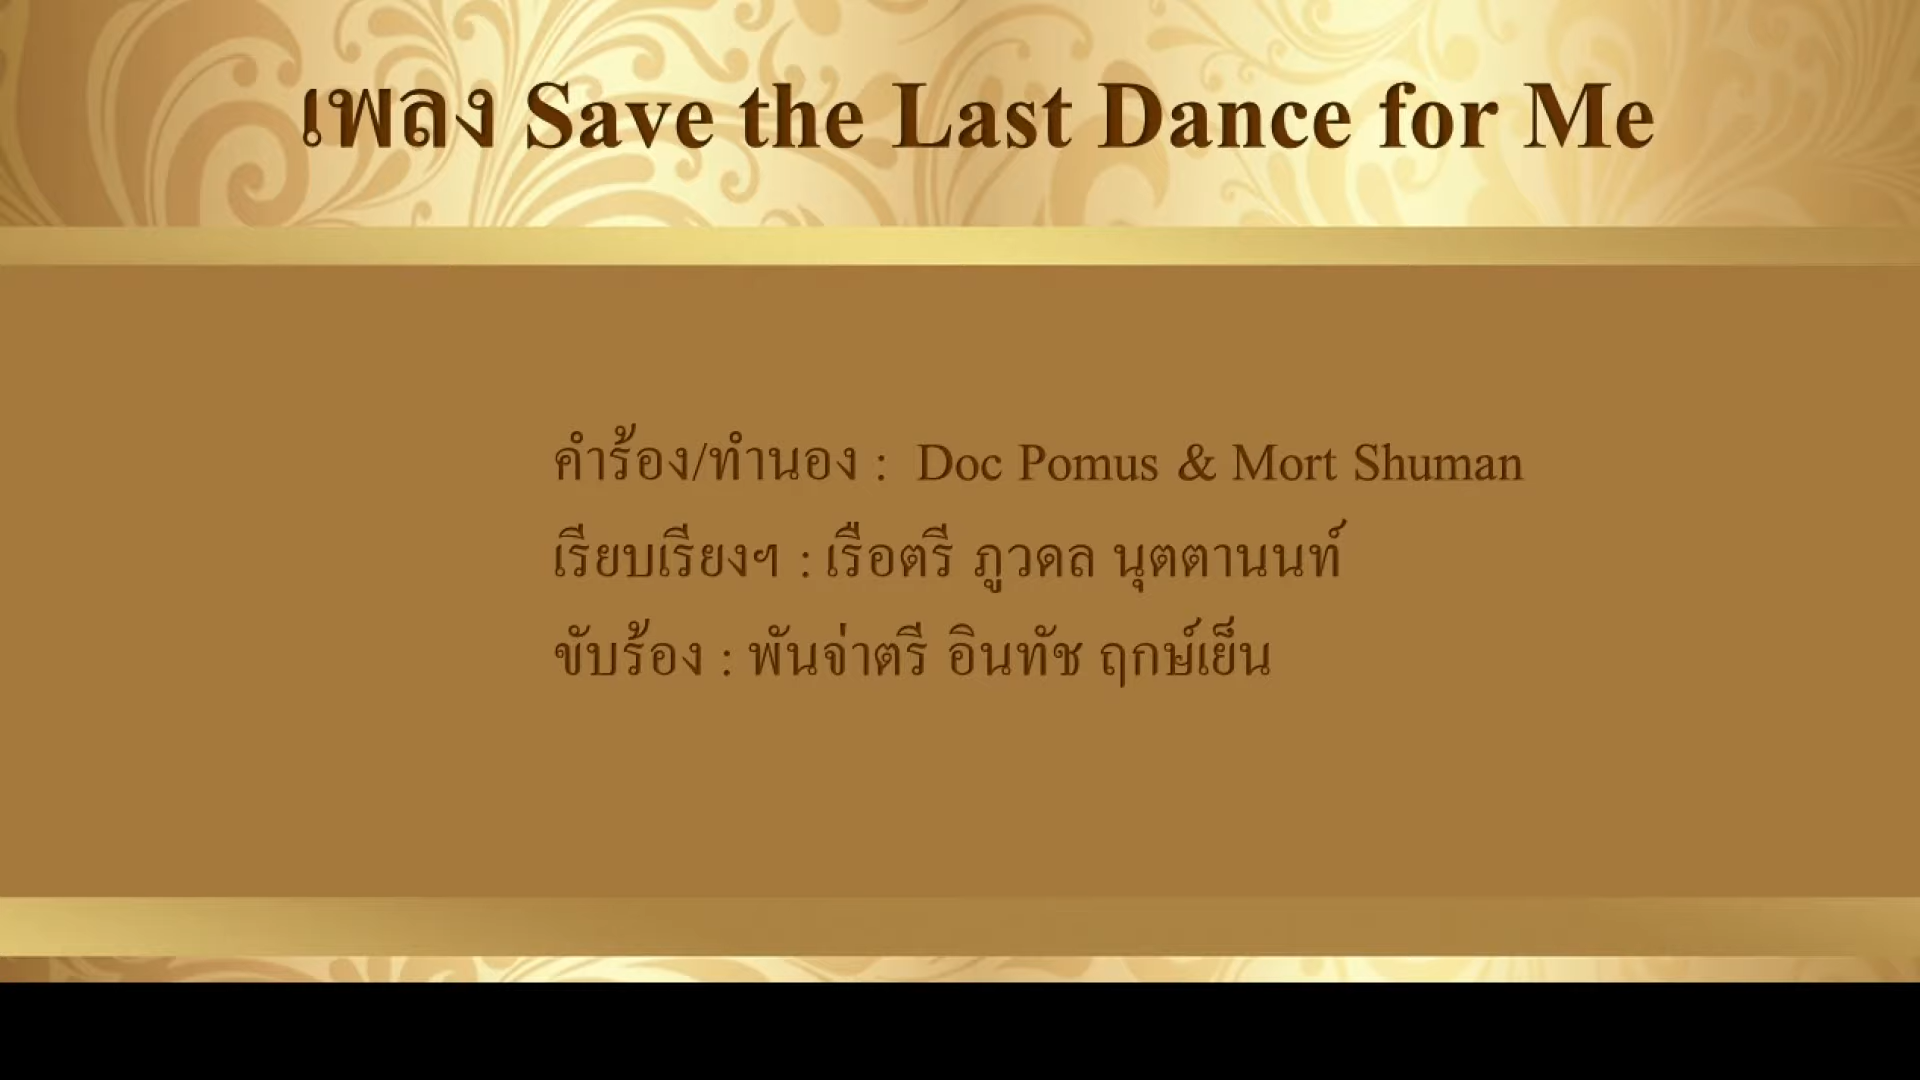 เพลง Save the Last Dance for Me
คำร้อง/ทำนอง : Doc Pomus & Mort Shuman
เรียบเรียงฯ : เรือตรี ภูวดล นุตตานนท์
ขับร้อง : พันจ่าตรี อินทัช ฤกษ์เย็น